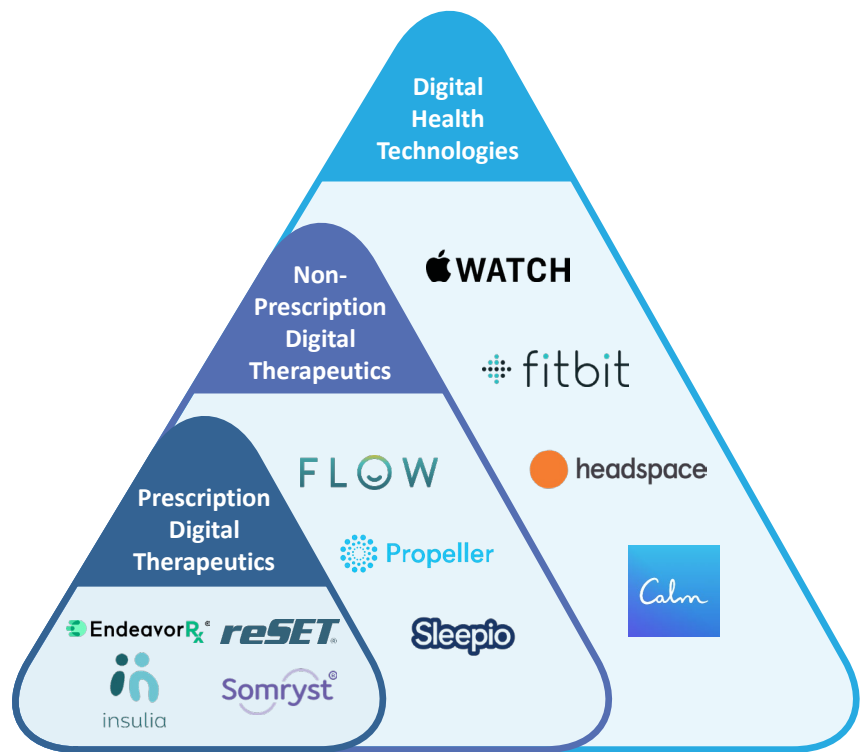 Digital
Health
Technologies
WATCH
Non-
Prescription
Digital
Therapeutics
fitbit
FLOW
headspace
Prescription
Digital
Therapeutics
Propeller
Calm
EndeavorRx®
reSET®
Sleepio
insulia
Somryst®